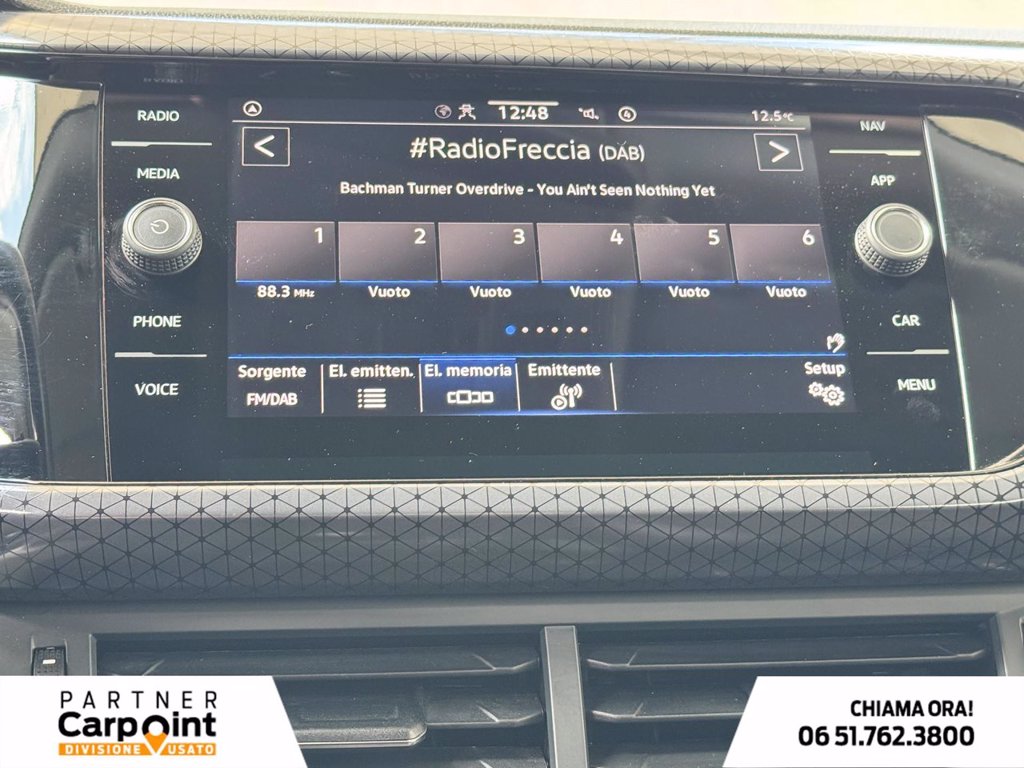 RADIO
MEDIA
PHONE
VOICE
12:48
4
12.5°C
<
#RadioFreccia (DAB)
>
Bachman Turner Overdrive - You Ain't Seen Nothing Yet
1 2 3 4 5 6
88.3 MHz Vuoto Vuoto Vuoto Vuoto Vuoto
Sorgente El. emitten. El. memoria Emittente Setup
FM/DAB
NAV
APP
CAR
MENU
PARTNER
Carpoint
DIVISIONE USATO
CHIAMA ORA!
06 51.762.3800